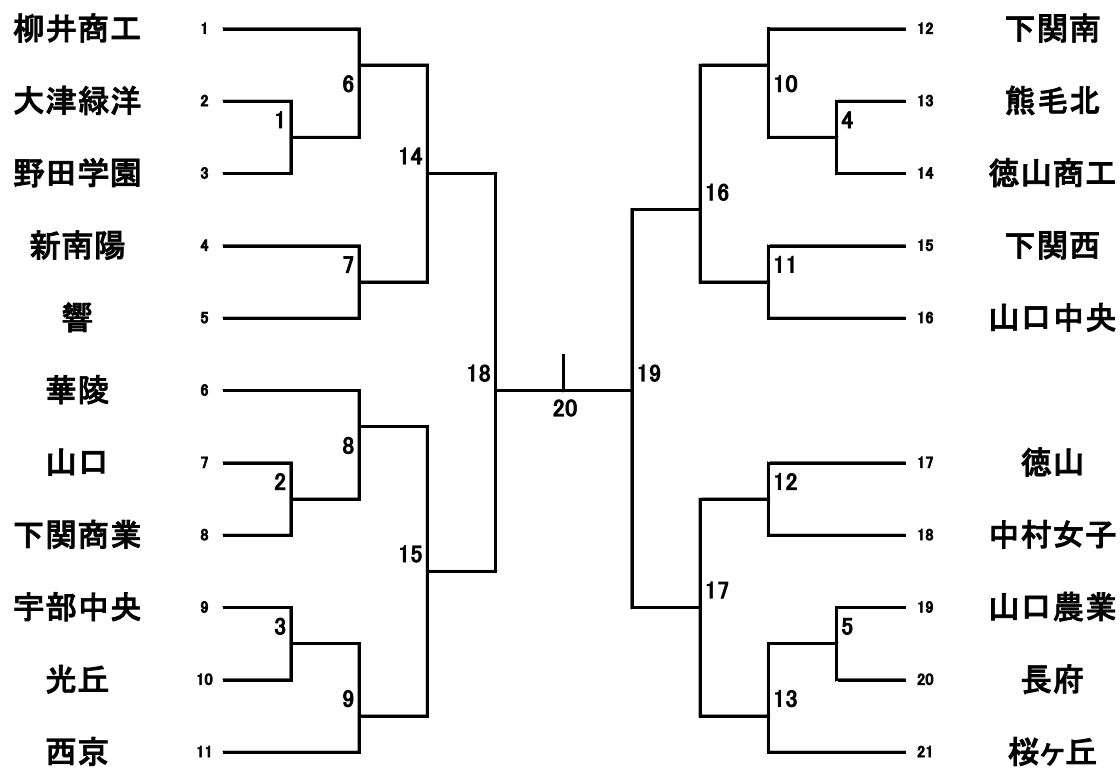 柳井商工 1
大津緑洋 2
野田学園 3
新南陽 4
響 5
華陵 6
山口 7
下関商業 8
宇部中央 9
光丘 10
西京 11
6
1
14
7
18
8
2
15
3
9
20
12 下関南
13 熊毛北
14 徳山商工
15 下関西
16 山口中央
17 徳山
18 中村女子
19 山口農業
20 長府
21 桜ヶ丘
10
4
16
11
19
12
17
5
13